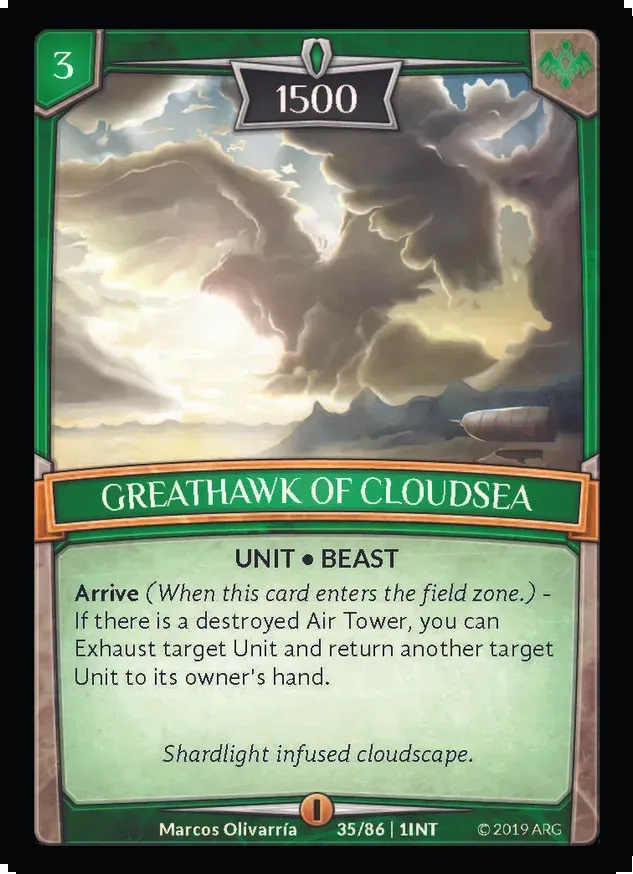 3
1500
GREATHAWK OF CLOUDSEA
UNIT • BEAST
Arrive (When this card enters the field zone.) -
If there is a destroyed Air Tower, you can
Exhaust target Unit and return another target
Unit to its owner's hand.
Shardlight infused cloudscape.
I
Marcos Olivarría 35/86 | 1INT © 2019 ARG